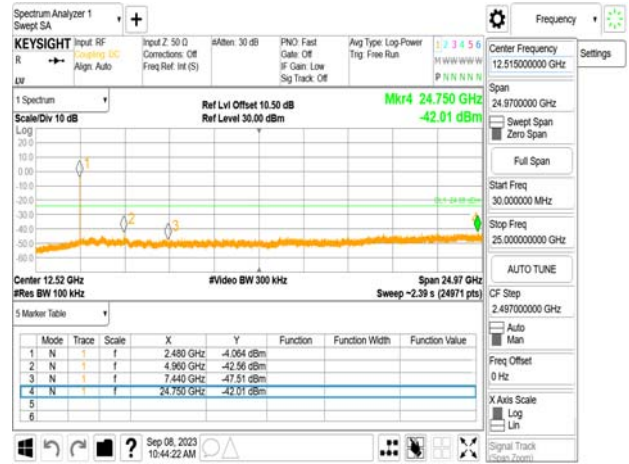 Spectrum Analyzer 1
Swept SA
+
Frequency
KEYSIGHT
Input: RF
Coupling: DC
Align: Auto
R
LW
Input Z: 50 Ω
Corrections: Off
Freq Ref: Int (S)
#Atten: 30 dB
PNO: Fast
Gate: Off
IF Gain: Low
Sig Track: Off
Avg Type: Log-Power
Trig: Free Run
1 2 3 4 5 6
M W W W W W
P N N N N N
1 Spectrum
Scale/Div 10 dB
Ref Lvl Offset 10.50 dB
Ref Level 30.00 dBm
Mkr4 24.750 GHz
-42.01 dBm
Log
20.0
10.0
0.00
-10.0
-20.0
-30.0
-40.0
-50.0
-60.0
1
2
3
Center 12.52 GHz
#Res BW 100 kHz
#Video BW 300 kHz
Span 24.97 GHz
Sweep ~2.39 s (24971 pts)
5 Marker Table
Mode Trace Scale X Y Function Function Width Function Value
1 N 1 f 2.480 GHz -4.064 dBm
2 N 1 f 4.960 GHz -42.56 dBm
3 N 1 f 7.440 GHz -47.51 dBm
4 N 1 f 24.750 GHz -42.01 dBm
5
6
?
Sep 08, 2023
10:44:22 AM
Settings
Center Frequency
12.515000000 GHz
Span
24.9700000 GHz
Swept Span
Zero Span
Full Span
Start Freq
30.000000 MHz
Stop Freq
25.000000000 GHz
AUTO TUNE
CF Step
2.497000000 GHz
Auto
Man
Freq Offset
0 Hz
X Axis Scale
Log
Lin
Signal Track
(Span Zoom)